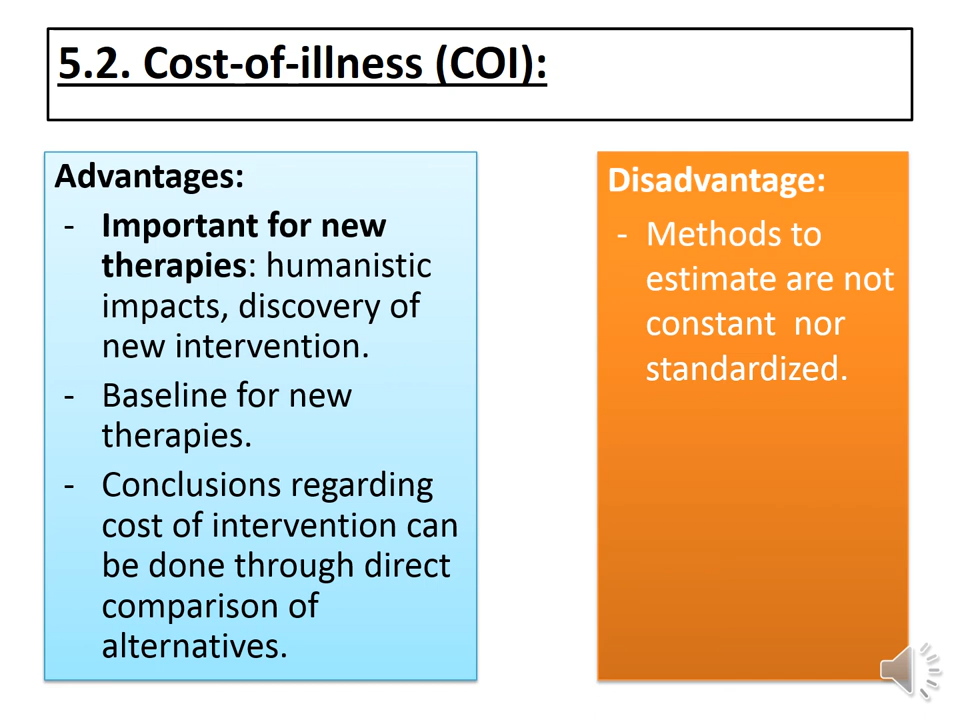 5.2. Cost-of-illness (COI):
Advantages:
- Important for new
therapies: humanistic
impacts, discovery of
new intervention.
- Baseline for new
therapies.
- Conclusions regarding
cost of intervention can
be done through direct
comparison of
alternatives.
Disadvantage:
- Methods to
estimate are not
constant  nor
standardized.